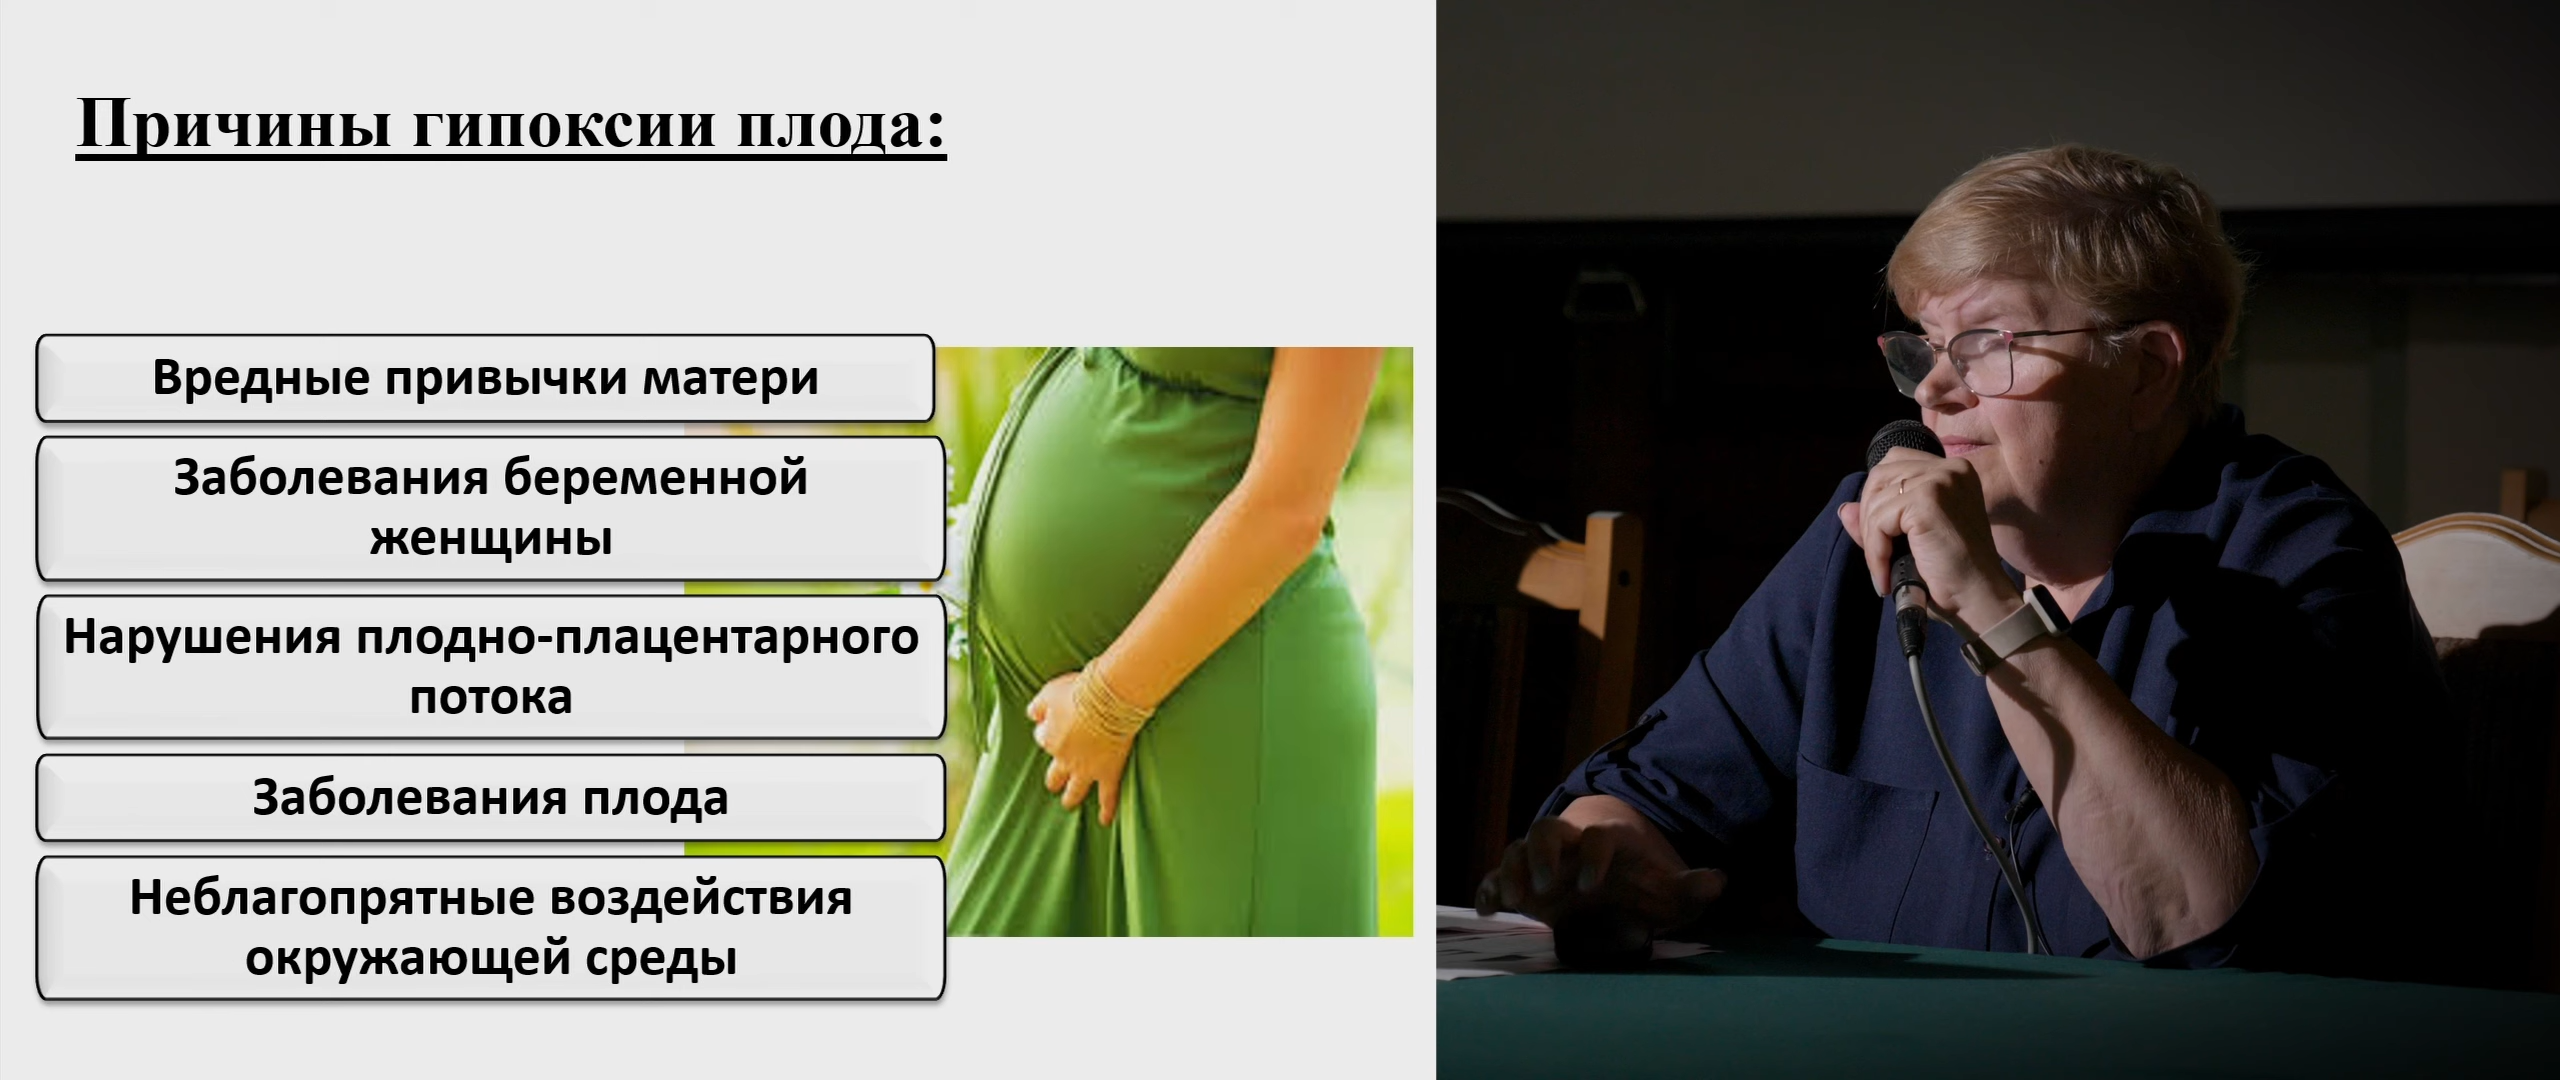 Причины гипоксии плода:
Вредные привычки матери
Заболевания беременной
женщины
Нарушения плодно-плацентарного
потока
Заболевания плода
Неблагопрятные воздействия
окружающей среды